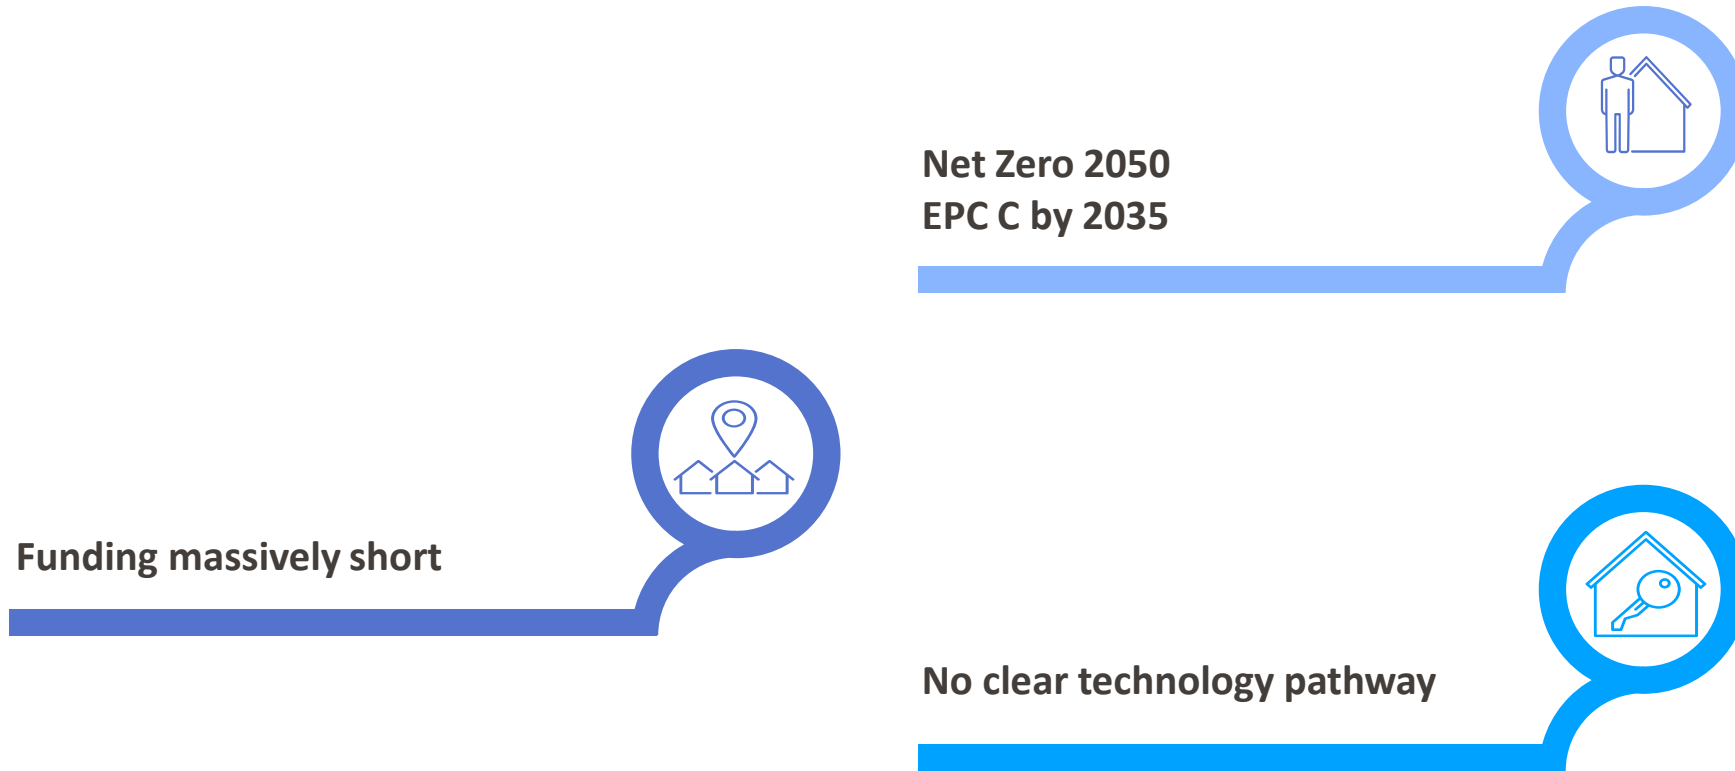 Net Zero 2050
EPC C by 2035
Funding massively short
No clear technology pathway